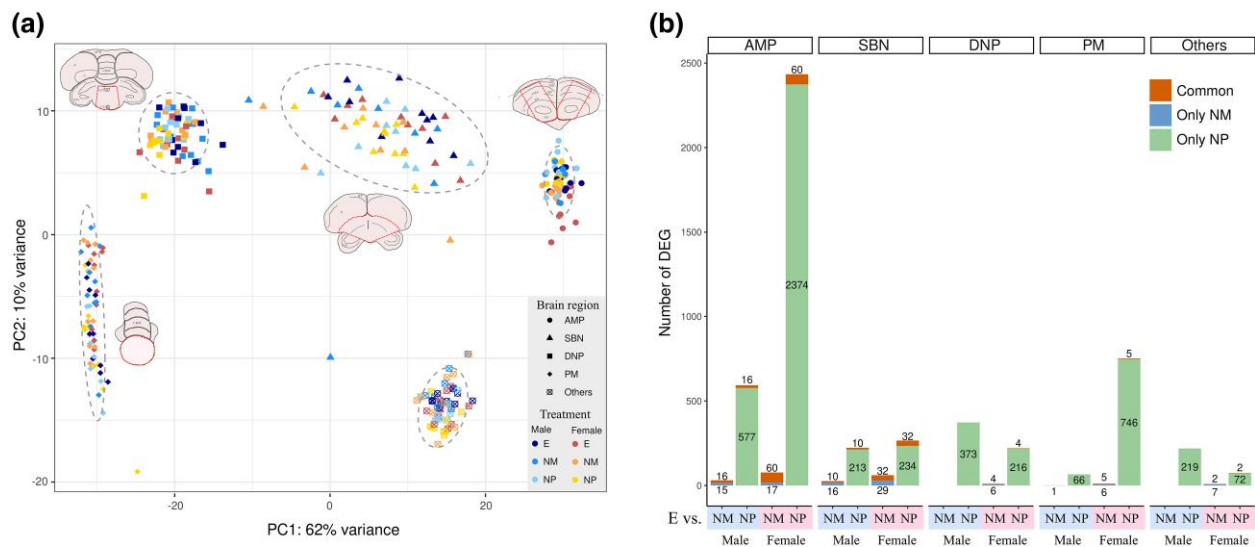 (a)
10
0
-10
-20
PC2: 10% variance
-20
0
20
PC1: 62% variance
Brain region
AMP
SBN
DNP
PM
Others
Treatment
Male Female
E E
NM NM
NP NP
(b)
AMP SBN DNP PM Others
Common
Only NM
Only NP
2500
2000
1500
1000
500
0
Number of DEG
60
2374
16
577
16
15
60
17
10
16
10
213
32
29
32
234
373
4
6
4
216
1
66
5
6
5
746
219
2
7
2
72
E vs. NM NP NM NP NM NP NM NP NM NP NM NP NM NP NM NP NM NP NM NP
Male Female Male Female Male Female Male Female Male Female